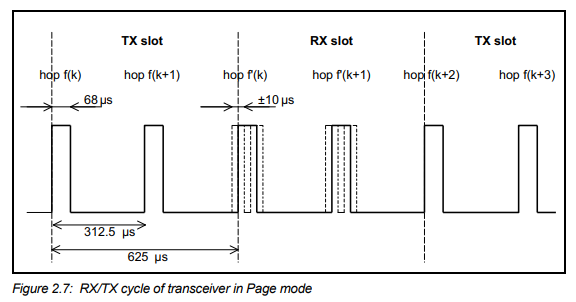 TX slot RX slot TX slot
hop f(k) hop f(k+1) hop f'(k) hop f'(k+1) hop f(k+2) hop f(k+3)
68 µs ±10 µs
312.5 µs
625 µs
Figure 2.7: RX/TX cycle of transceiver in Page mode